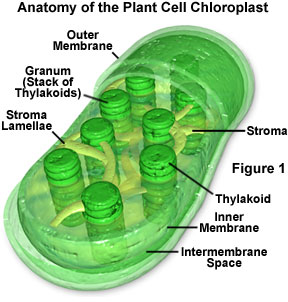 Anatomy of the Plant Cell Chloroplast
Outer
Membrane
Granum
(Stack of
Thylakoids)
Stroma
Lamellae
Stroma
Figure 1
Thylakoid
Inner
Membrane
Intermembrane
Space